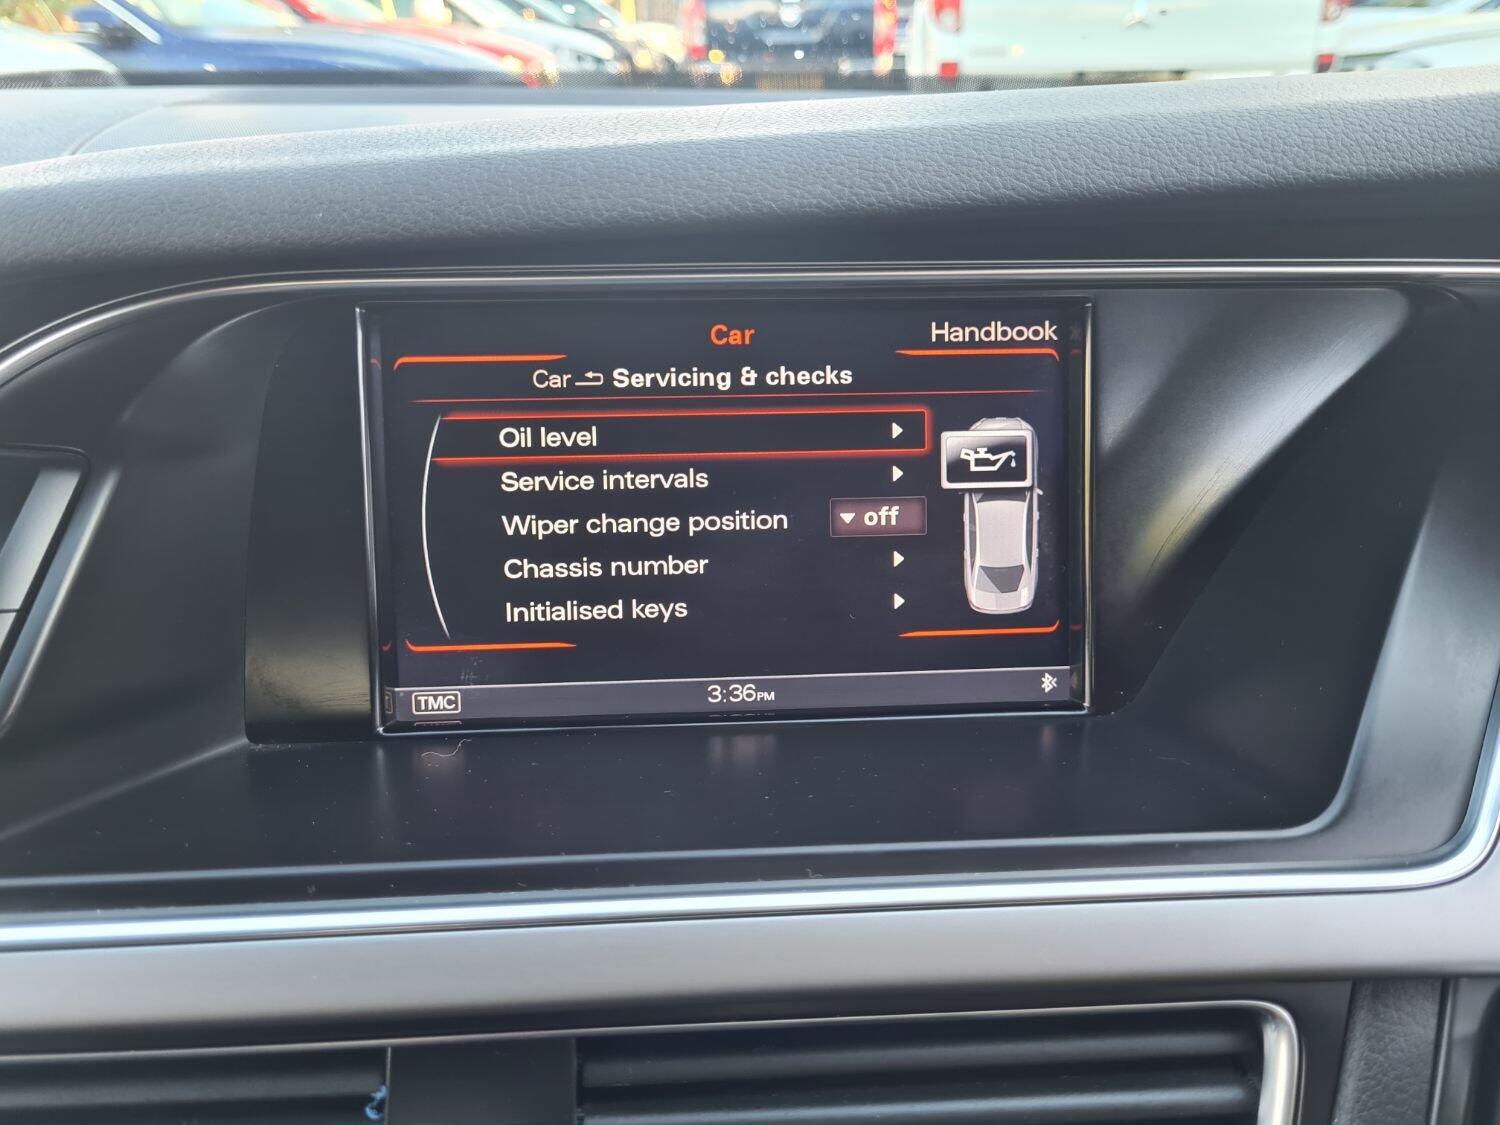 Car
Handbook
Car Servicing & checks
Oil level
Service intervals
Wiper change position off
Chassis number
Initialised keys
TMC 3:36PM